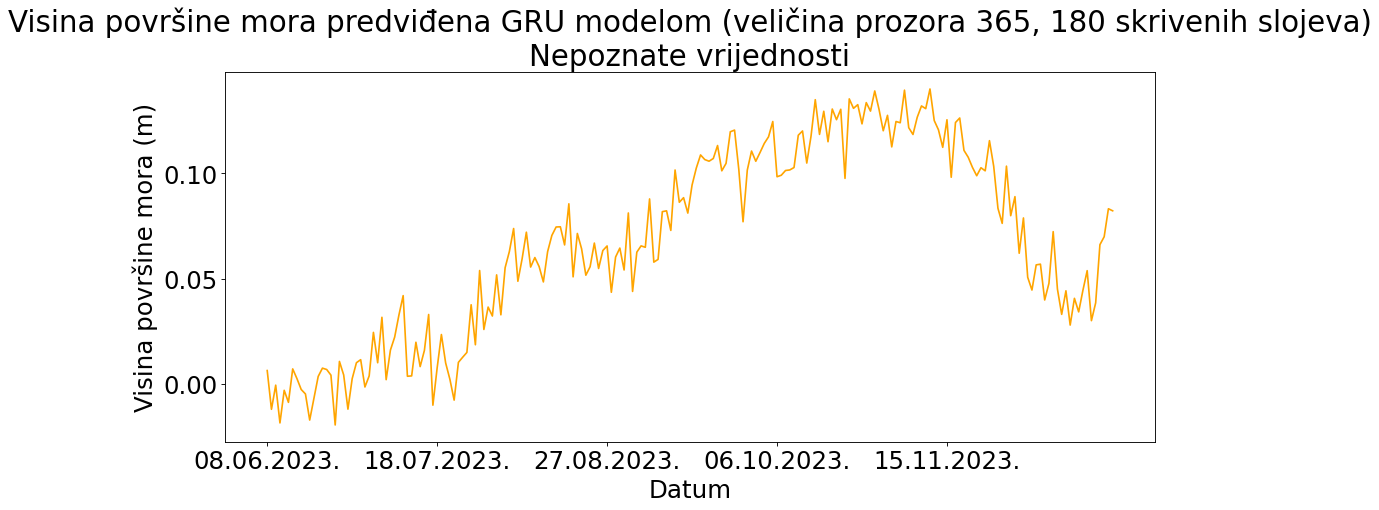 Visina površine mora predviđena GRU modelom (veličina prozora 365, 180 skrivenih slojeva)
Nepoznate vrijednosti
Visina površine mora (m)
0.10
0.05
0.00
08.06.2023. 18.07.2023. 27.08.2023. 06.10.2023. 15.11.2023.
Datum